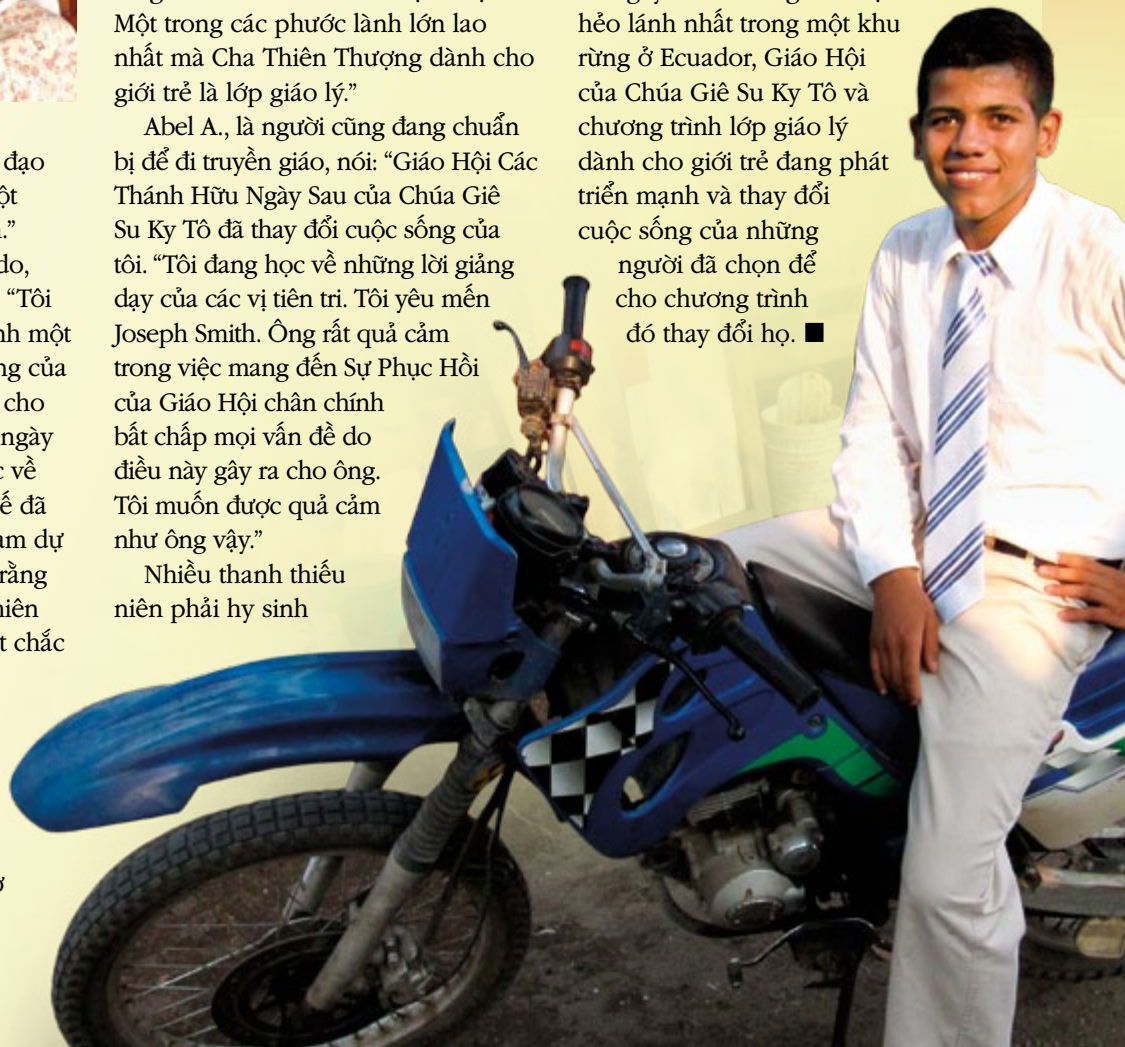 đạo
ột
.”
do,
“Tôi
nh một
ng của
cho
ngày
c về
ế đã
am dự
rằng
hiên
t chắc
Một trong các phước lành lớn lao
nhất mà Cha Thiên Thượng dành cho
giới trẻ là lớp giáo lý.”
Abel A., là người cũng đang chuẩn
bị để đi truyền giáo, nói: “Giáo Hội Các
Thánh Hữu Ngày Sau của Chúa Giê
Su Ky Tô đã thay đổi cuộc sống của
tôi. “Tôi đang học về những lời giảng
dạy của các vị tiên tri. Tôi yêu mến
Joseph Smith. Ông rất quả cảm
trong việc mang đến Sự Phục Hồi
của Giáo Hội chân chính
bất chấp mọi vấn đề do
điều này gây ra cho ông.
Tôi muốn được quả cảm
như ông vậy.”
Nhiều thanh thiếu
niên phải hy sinh
hẻo lánh nhất trong một khu
rừng ở Ecuador, Giáo Hội
của Chúa Giê Su Ky Tô và
chương trình lớp giáo lý
dành cho giới trẻ đang phát
triển mạnh và thay đổi
cuộc sống của những
người đã chọn để
cho chương trình
đó thay đổi họ. ■